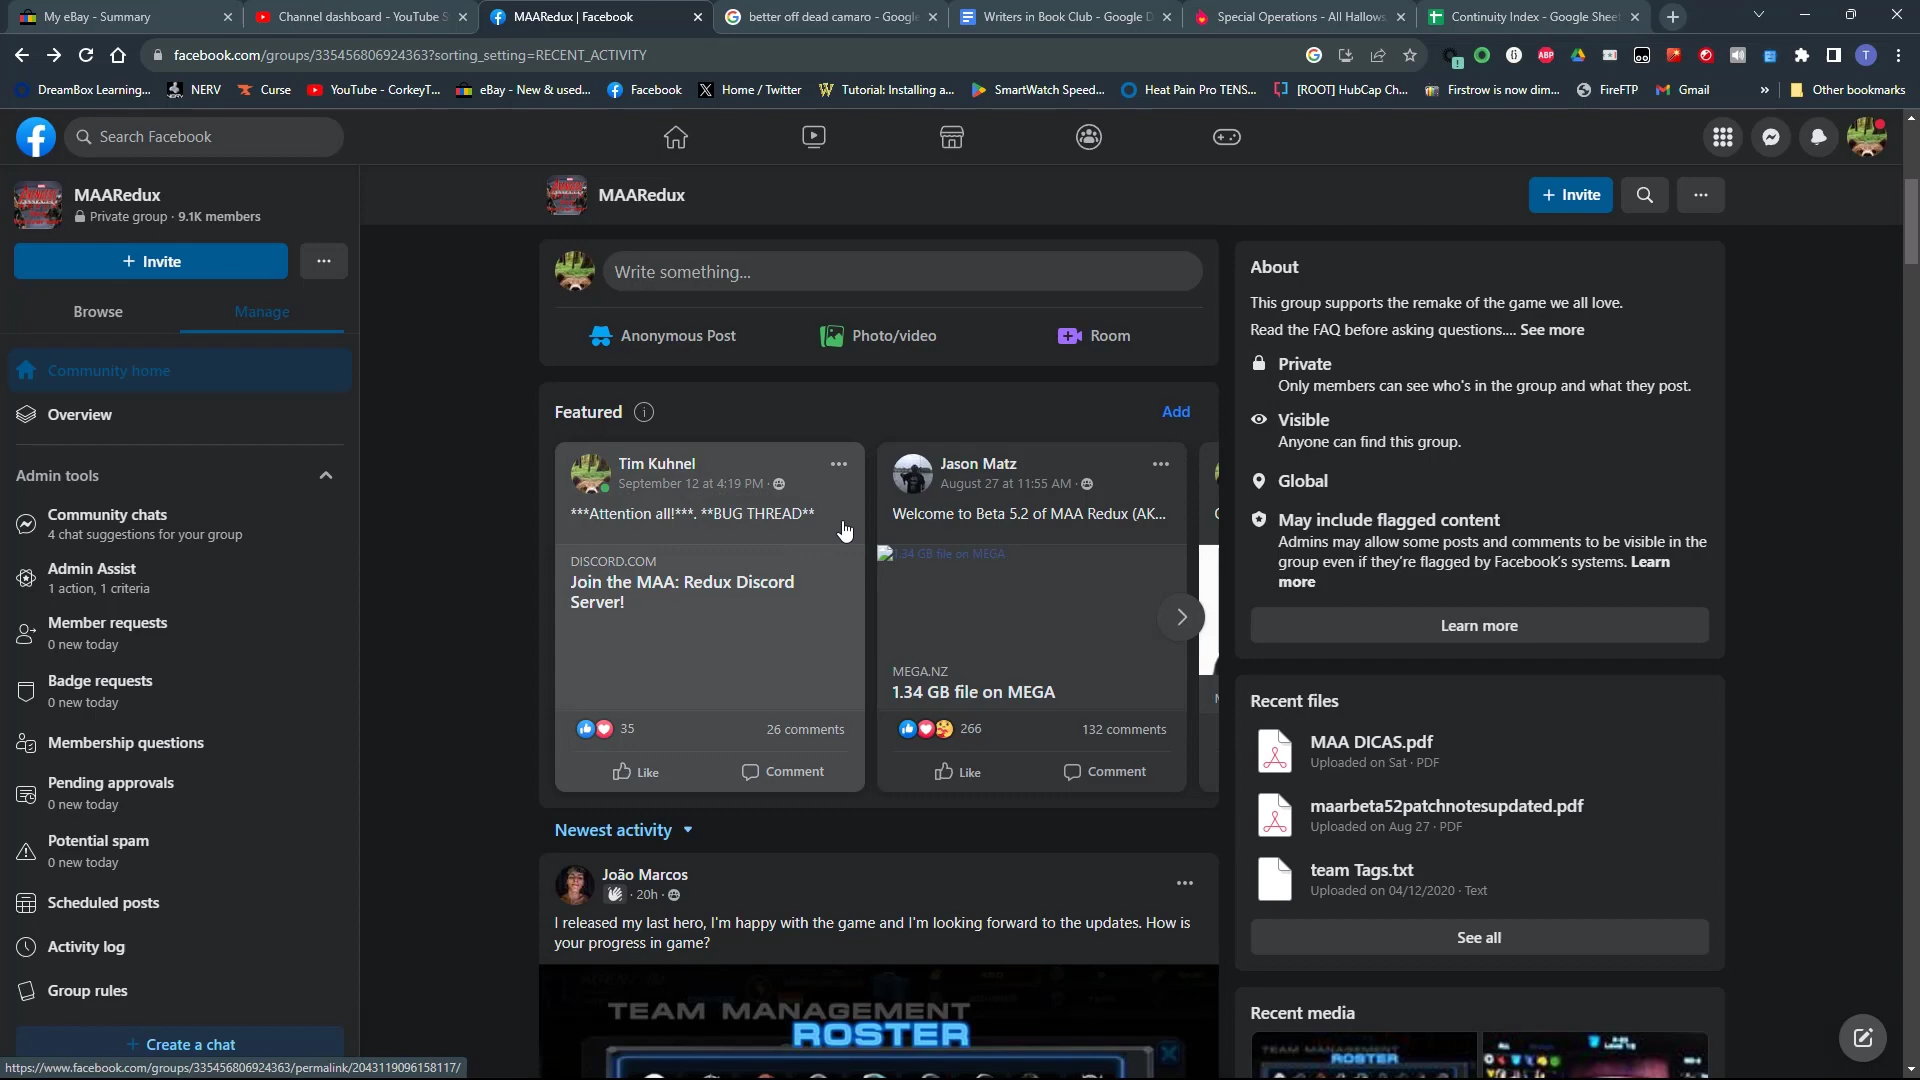 My eBay - Summary
Channel dashboard - YouTube S
MAARedux | Facebook
better off dead camaro - Google
Writers in Book Club - Google D
Special Operations - All Hallows
Continuity Index - Google Sheet
facebook.com/groups/335456806924363?sorting_setting=RECENT_ACTIVITY
DreamBox Learning...
NERV
Curse
YouTube - CorkeyT...
eBay - New & used...
Facebook
Home / Twitter
Tutorial: Installing a...
SmartWatch Speed...
Heat Pain Pro TENS...
[ROOT] HubCap Ch...
Firstrow is now dim...
FireFTP
Gmail
»
Other bookmarks
Search Facebook
MAARedux
Private group · 9.1K members
+ Invite
...
Browse
Manage
Community home
Overview
Admin tools
Community chats
4 chat suggestions for your group
Admin Assist
1 action, 1 criteria
Member requests
0 new today
Badge requests
0 new today
Membership questions
Pending approvals
0 new today
Potential spam
0 new today
Scheduled posts
Activity log
Group rules
+ Create a chat
https://www.facebook.com/groups/335456806924363/permalink/2043119096158117/
MAARedux
+ Invite
...
Write something...
Anonymous Post
Photo/video
Room
Featured
Add
Tim Kuhnel
September 12 at 4:19 PM ·
***Attention all!***. **BUG THREAD**
DISCORD.COM
Join the MAA: Redux Discord
Server!
35
26 comments
Like
Comment
Jason Matz
August 27 at 11:55 AM ·
Welcome to Beta 5.2 of MAA Redux (AK...
1.34 GB file on MEGA
MEGA.NZ
1.34 GB file on MEGA
266
132 comments
Like
Comment
Newest activity
João Marcos
· 20h ·
I released my last hero, I'm happy with the game and I'm looking forward to the updates. How is
your progress in game?
TEAM MANAGEMENT
ROSTER
About
This group supports the remake of the game we all love.
Read the FAQ before asking questions.... See more
Private
Only members can see who's in the group and what they post.
Visible
Anyone can find this group.
Global
May include flagged content
Admins may allow some posts and comments to be visible in the
group even if they're flagged by Facebook's systems. Learn
more
Learn more
Recent files
MAA DICAS.pdf
Uploaded on Sat · PDF
maarbeta52patchnotesupdated.pdf
Uploaded on Aug 27 · PDF
team Tags.txt
Uploaded on 04/12/2020 · Text
See all
Recent media
TEAM MANAGEMENT
ROSTER